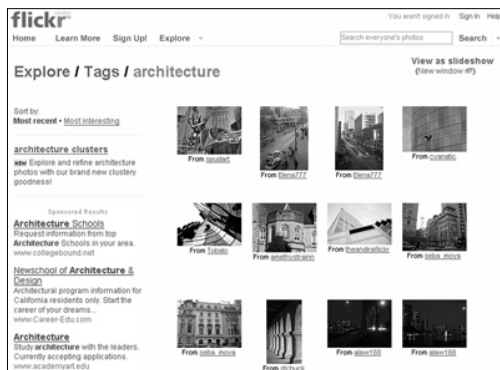 flickr
You aren't signed in Sign In Help
Home Learn More Sign Up! Explore
Search everyone's photos Search
Explore / Tags / architecture
View as slideshow
(New window)
Sort by:
Most recent • Most interesting
architecture clusters
NEW Explore and refine architecture
photos with our brand new clustery
goodness!
Sponsored Results
Architecture Schools
Request information from top
Architecture Schools in your area.
www.collegebound.net
Newschool of Architecture &
Design
Architectural program information for
California residents only. Start the
career of your dreams...
www.Career-Edu.com
Architecture
Study architecture with the leaders.
Currently accepting applications.
www.academyart.edu
From spudart
From Elena777
From Elena777
From cyanatic
From Tobalo
From amethystrainn
From theandiraflickr
From seba_moya
From seba_moya
From
From alaw168
From alaw168